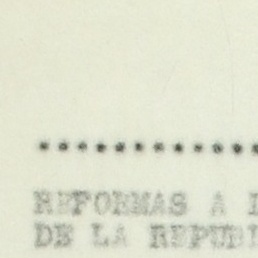 ............
REFORMAS A
DE LA